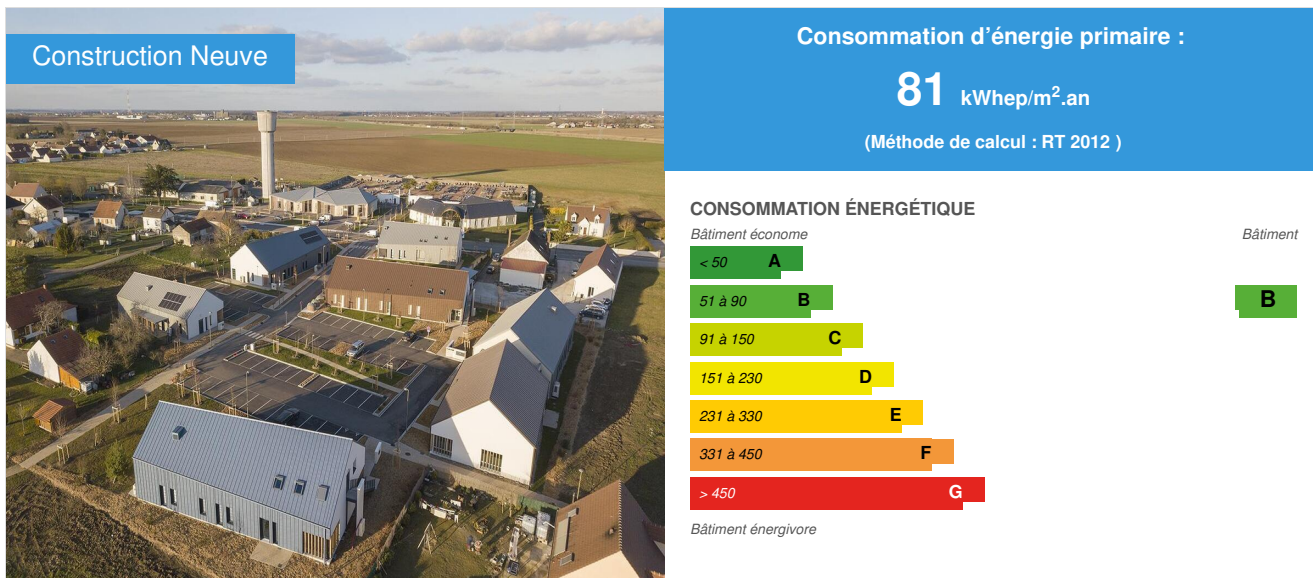 Construction Neuve
Consommation d'énergie primaire :
81 kWhep/m².an
(Méthode de calcul : RT 2012 )
CONSOMMATION ÉNERGÉTIQUE
Bâtiment économe
Bâtiment
< 50 A
51 à 90 B
B
91 à 150 C
151 à 230 D
231 à 330 E
331 à 450 F
> 450 G
Bâtiment énergivore